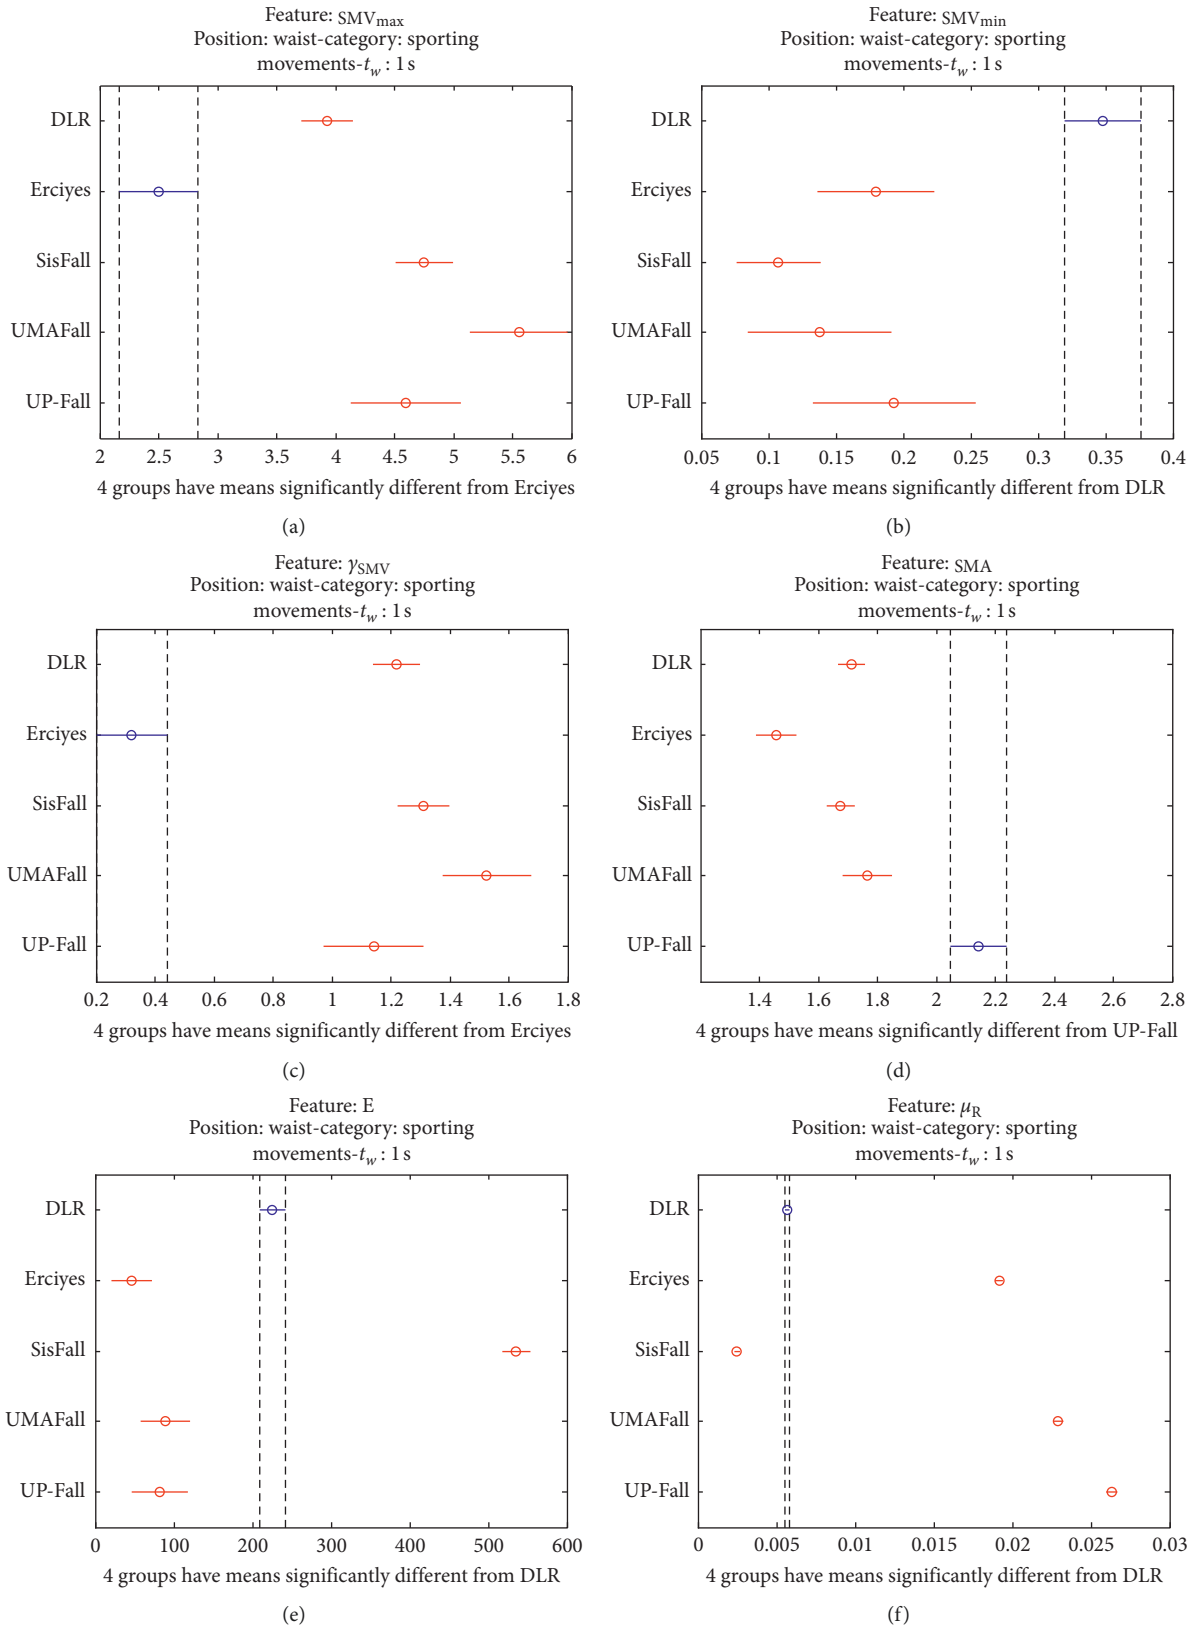 Feature: SMVmax
Position: waist-category: sporting
movements-tw : 1 s
DLR
Erciyes
SisFall
UMAFall
UP-Fall
2 2.5 3 3.5 4 4.5 5 5.5 6
4 groups have means significantly different from Erciyes
(a)
Feature: SMVmin
Position: waist-category: sporting
movements-tw : 1 s
DLR
Erciyes
SisFall
UMAFall
UP-Fall
0.05 0.1 0.15 0.2 0.25 0.3 0.35 0.4
4 groups have means significantly different from DLR
(b)
Feature: γSMV
Position: waist-category: sporting
movements-tw : 1 s
DLR
Erciyes
SisFall
UMAFall
UP-Fall
0.2 0.4 0.6 0.8 1 1.2 1.4 1.6 1.8
4 groups have means significantly different from Erciyes
(c)
Feature: SMA
Position: waist-category: sporting
movements-tw : 1 s
DLR
Erciyes
SisFall
UMAFall
UP-Fall
1.4 1.6 1.8 2 2.2 2.4 2.6 2.8
4 groups have means significantly different from UP-Fall
(d)
Feature: E
Position: waist-category: sporting
movements-tw : 1 s
DLR
Erciyes
SisFall
UMAFall
UP-Fall
0 100 200 300 400 500 600
4 groups have means significantly different from DLR
(e)
Feature: μR
Position: waist-category: sporting
movements-tw : 1 s
DLR
Erciyes
SisFall
UMAFall
UP-Fall
0 0.005 0.01 0.015 0.02 0.025 0.03
4 groups have means significantly different from DLR
(f)